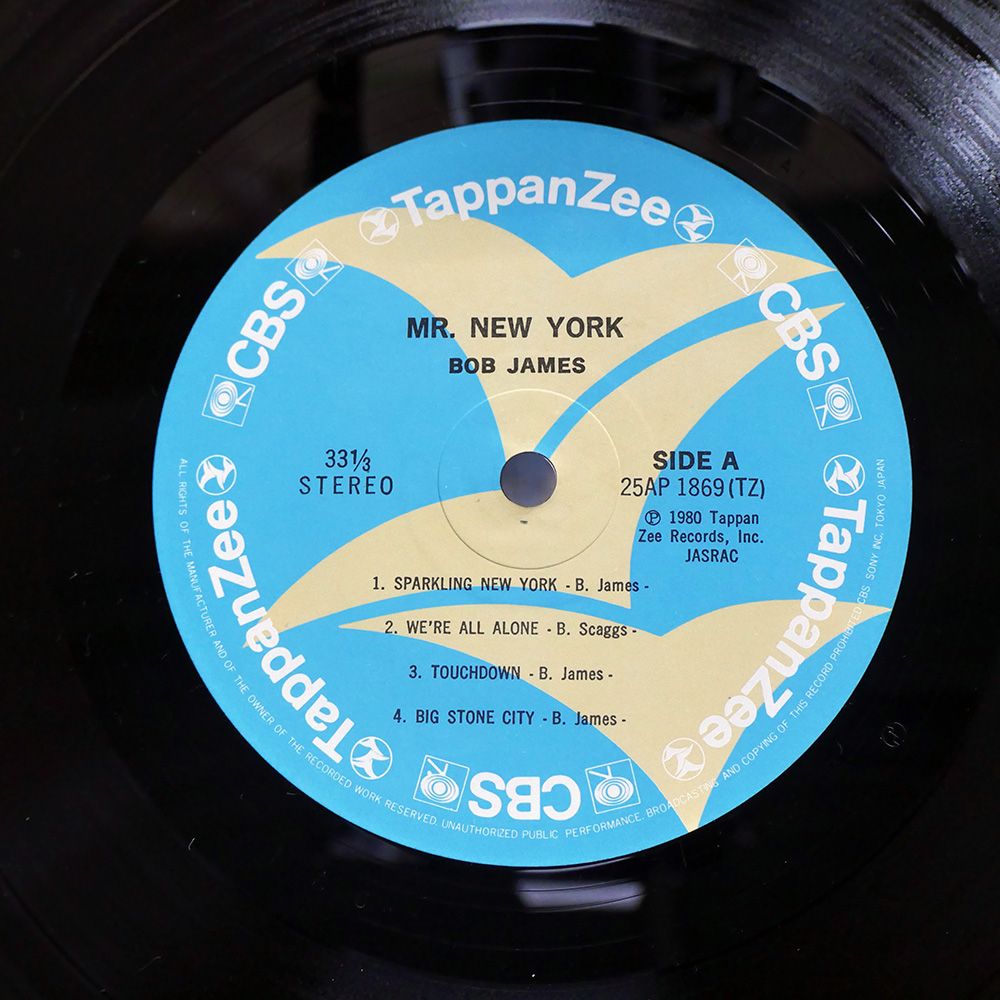 TappanZee
CBS
CBS
MR. NEW YORK
BOB JAMES
33⅓
STEREO
SIDE A
25AP 1869(TZ)
℗ 1980 Tappan
Zee Records, Inc.
JASRAC
1. SPARKLING NEW YORK - B. James -
2. WE'RE ALL ALONE - B. Scaggs -
3. TOUCHDOWN - B. James -
4. BIG STONE CITY - B. James -
TappanZee
TappanZee
CBS
ALL RIGHTS OF THE MANUFACTURER AND OF THE OWNER OF THE RECORDED WORK RESERVED. UNAUTHORIZED PUBLIC PERFORMANCE. BROADCASTING AND COPYING OF THIS RECORD PROHIBITED CBS SONY INC, TOKYO JAPAN